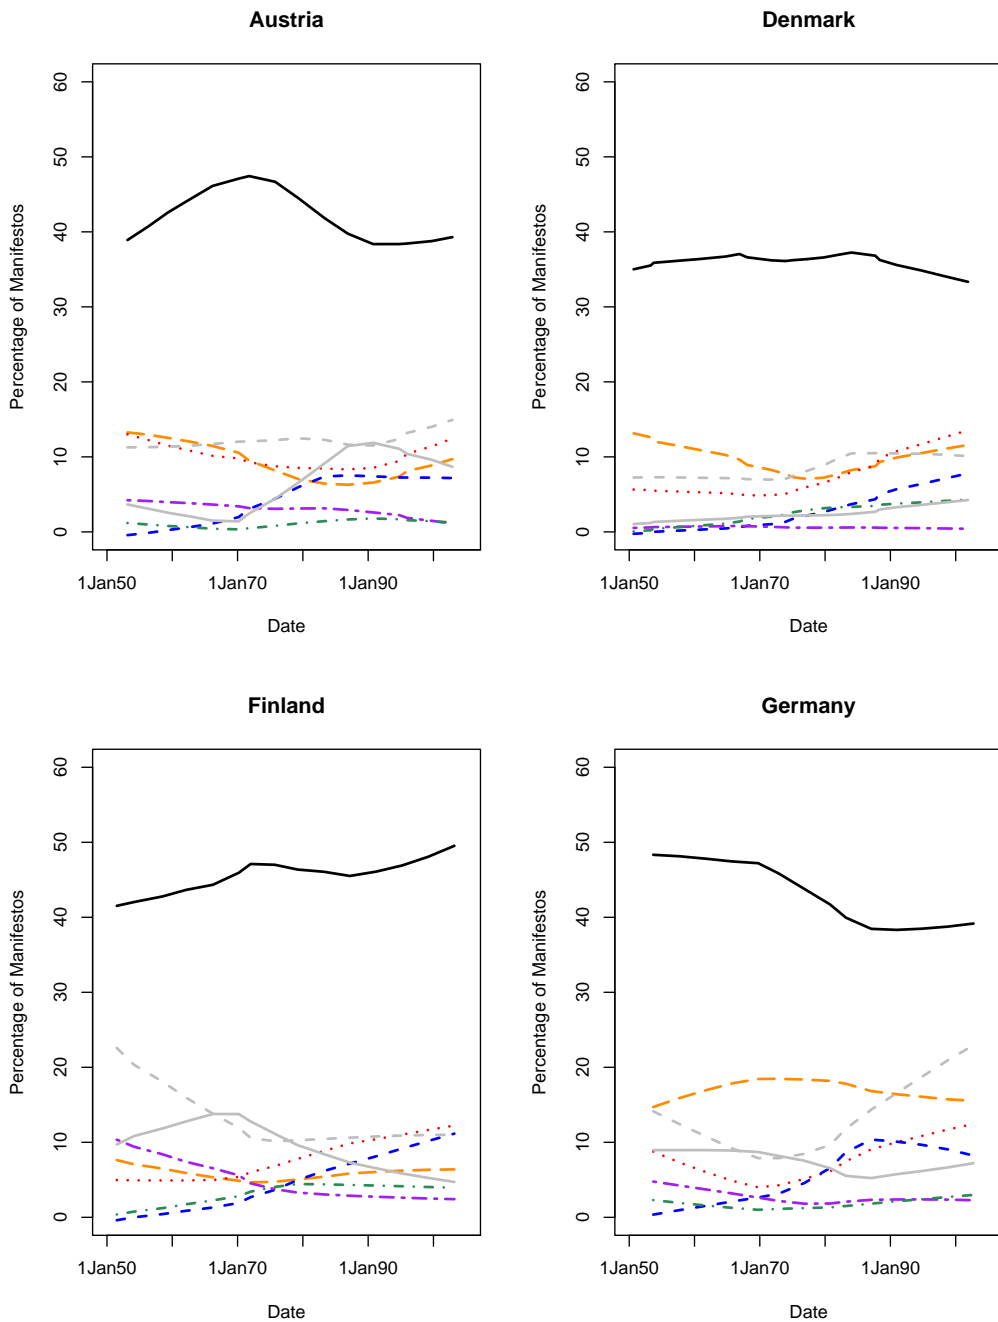 Austria
Percentage of Manifestos
60
50
40
30
20
10
0
1Jan50
1Jan70
1Jan90
Date
Denmark
Percentage of Manifestos
60
50
40
30
20
10
0
1Jan50
1Jan70
1Jan90
Date
Finland
Percentage of Manifestos
60
50
40
30
20
10
0
1Jan50
1Jan70
1Jan90
Date
Germany
Percentage of Manifestos
60
50
40
30
20
10
0
1Jan50
1Jan70
1Jan90
Date